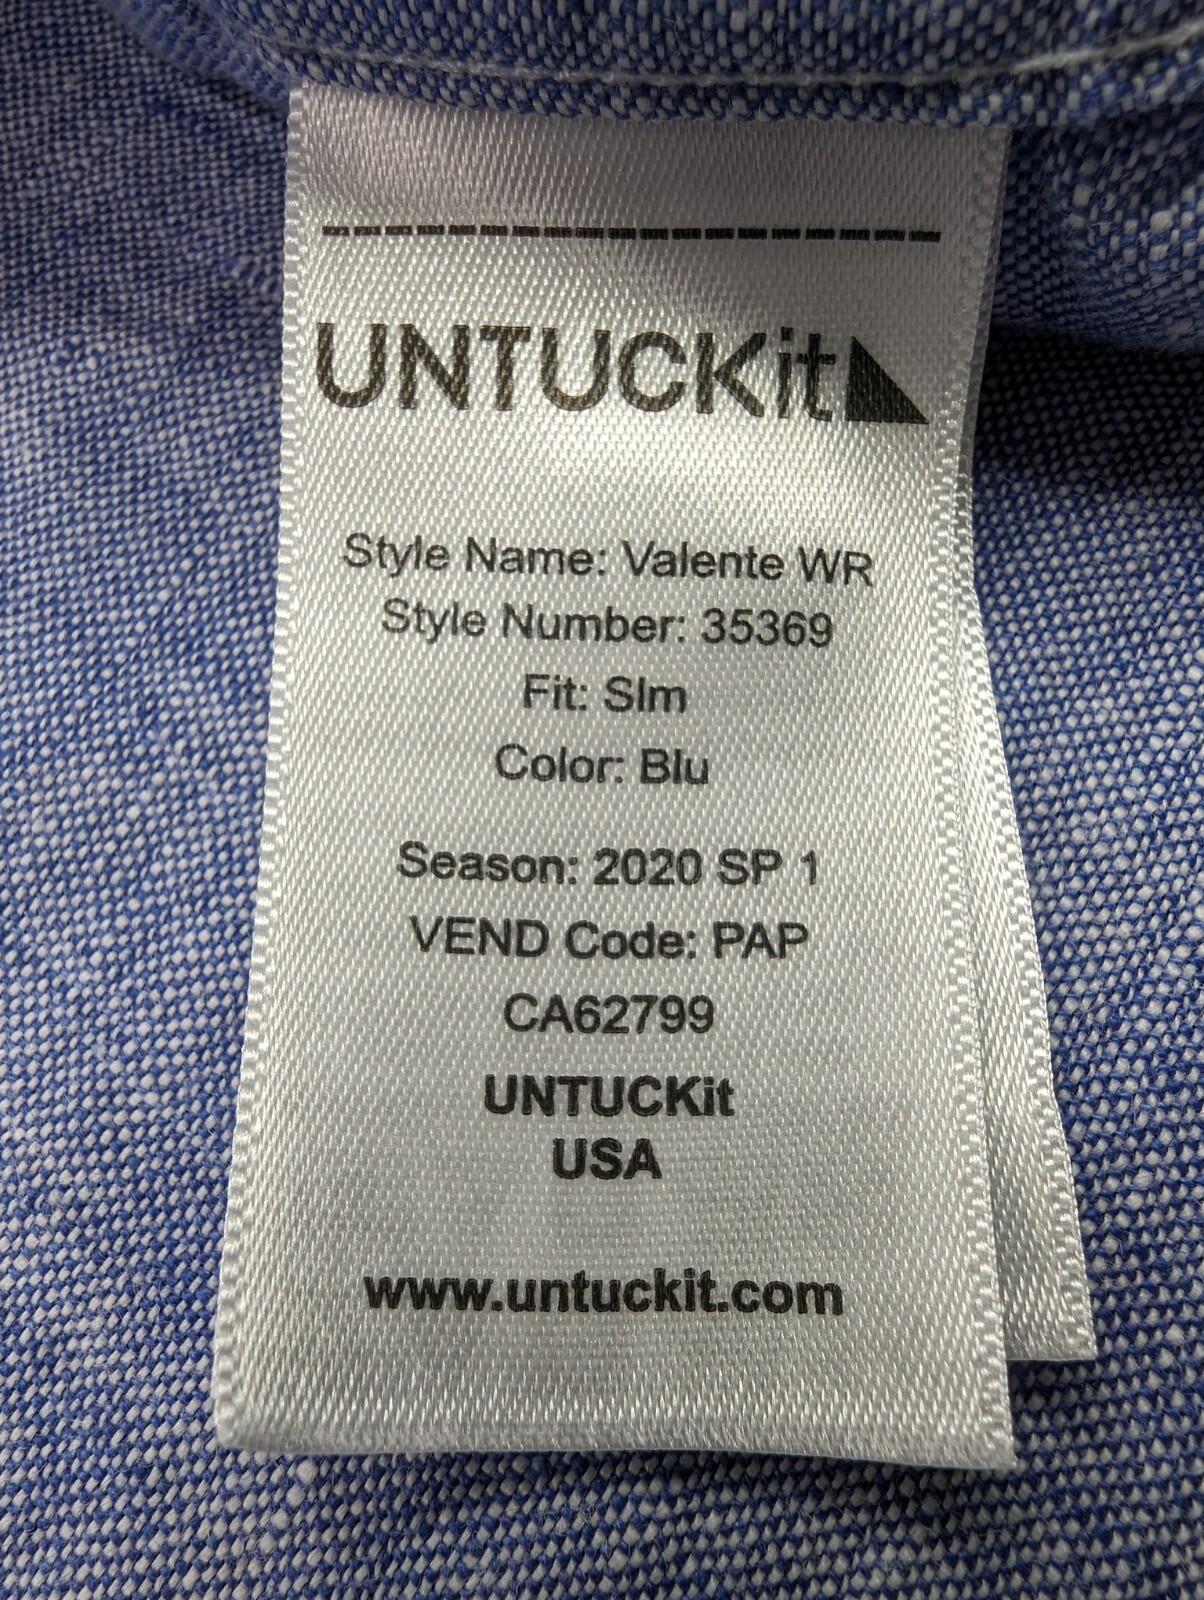 UNTUCKit
Style Name: Valente WR
Style Number: 35369
Fit: Slm
Color: Blu
Season: 2020 SP 1
VEND Code: PAP
CA62799
UNTUCKit
USA
www.untuckit.com